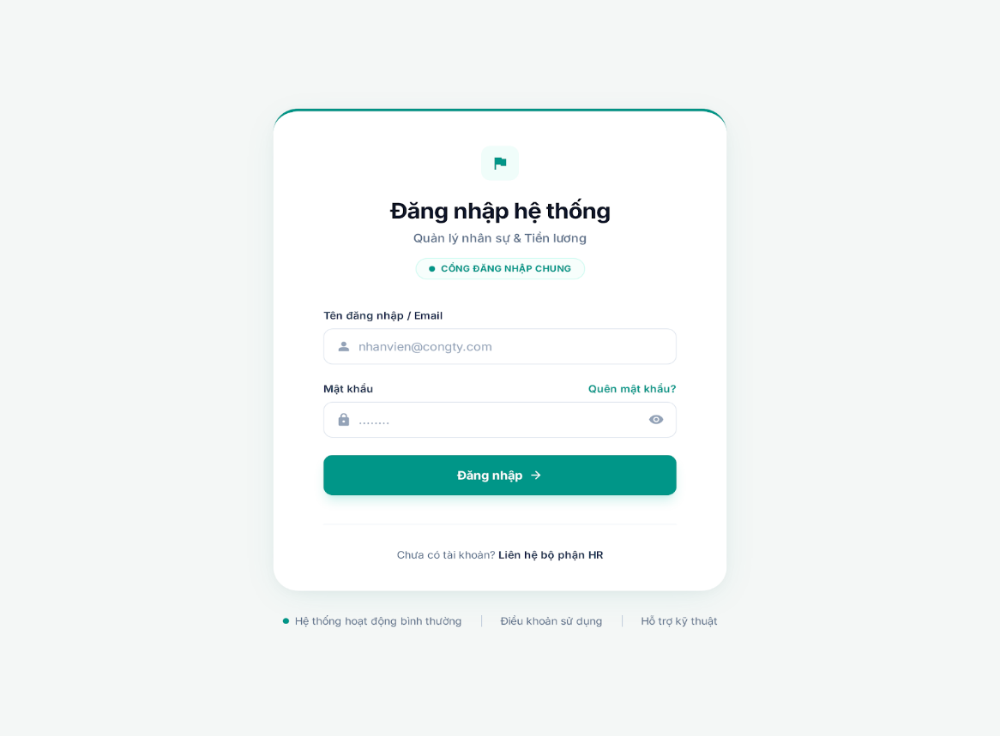 Đăng nhập hệ thống
Quản lý nhân sự & Tiền lương
CỔNG ĐĂNG NHẬP CHUNG
Tên đăng nhập / Email
nhanvien@congty.com
Mật khẩu Quên mật khẩu?
........
Đăng nhập →
Chưa có tài khoản? Liên hệ bộ phận HR
Hệ thống hoạt động bình thường Điều khoản sử dụng Hỗ trợ kỹ thuật